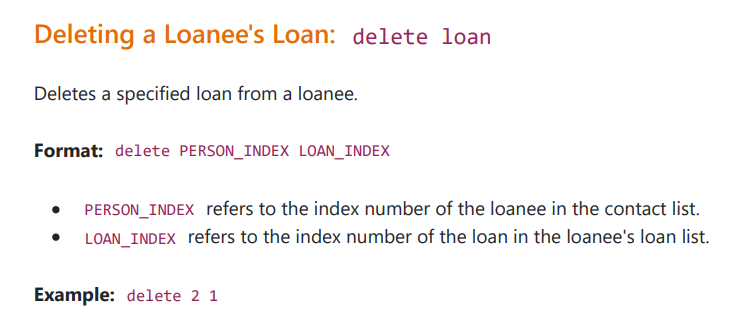 Deleting a Loanee's Loan: delete loan
Deletes a specified loan from a loanee.
Format: delete PERSON_INDEX LOAN_INDEX
• PERSON_INDEX refers to the index number of the loanee in the contact list.
• LOAN_INDEX refers to the index number of the loan in the loanee's loan list.
Example: delete 2 1